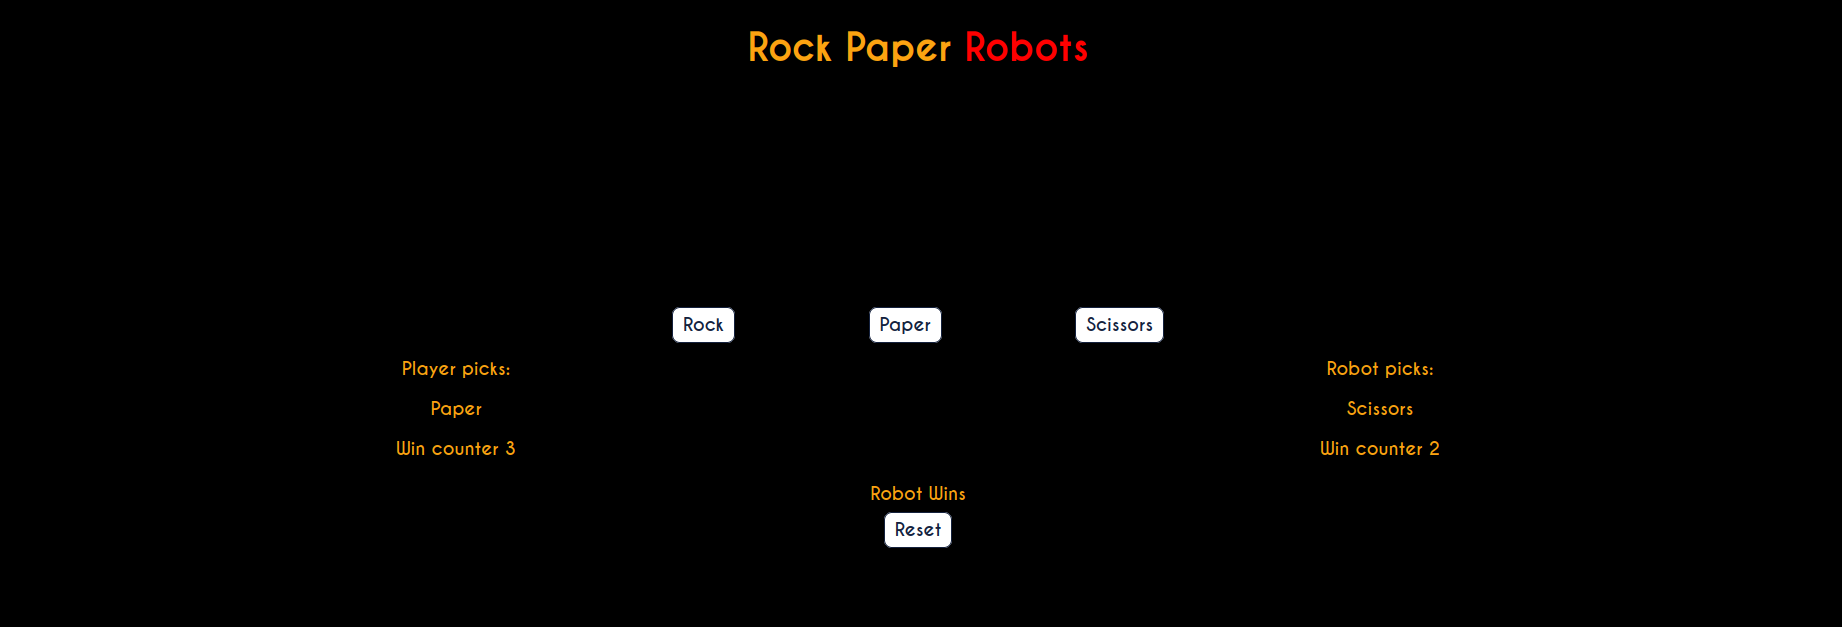 Rock Paper Robots
Rock Paper Scissors
Player picks: Robot picks:
Paper Scissors
Win counter 3 Win counter 2
Robot Wins
Reset